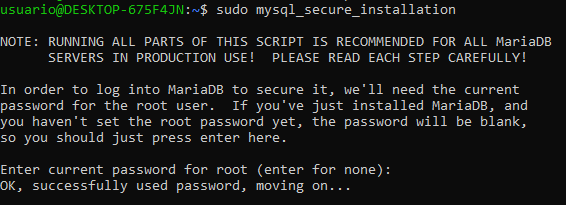 usuario@DESKTOP-675F4JN:~$ sudo mysql_secure_installation
NOTE: RUNNING ALL PARTS OF THIS SCRIPT IS RECOMMENDED FOR ALL MariaDB
SERVERS IN PRODUCTION USE!  PLEASE READ EACH STEP CAREFULLY!
In order to log into MariaDB to secure it, we'll need the current
password for the root user.  If you've just installed MariaDB, and
you haven't set the root password yet, the password will be blank,
so you should just press enter here.
Enter current password for root (enter for none):
OK, successfully used password, moving on...